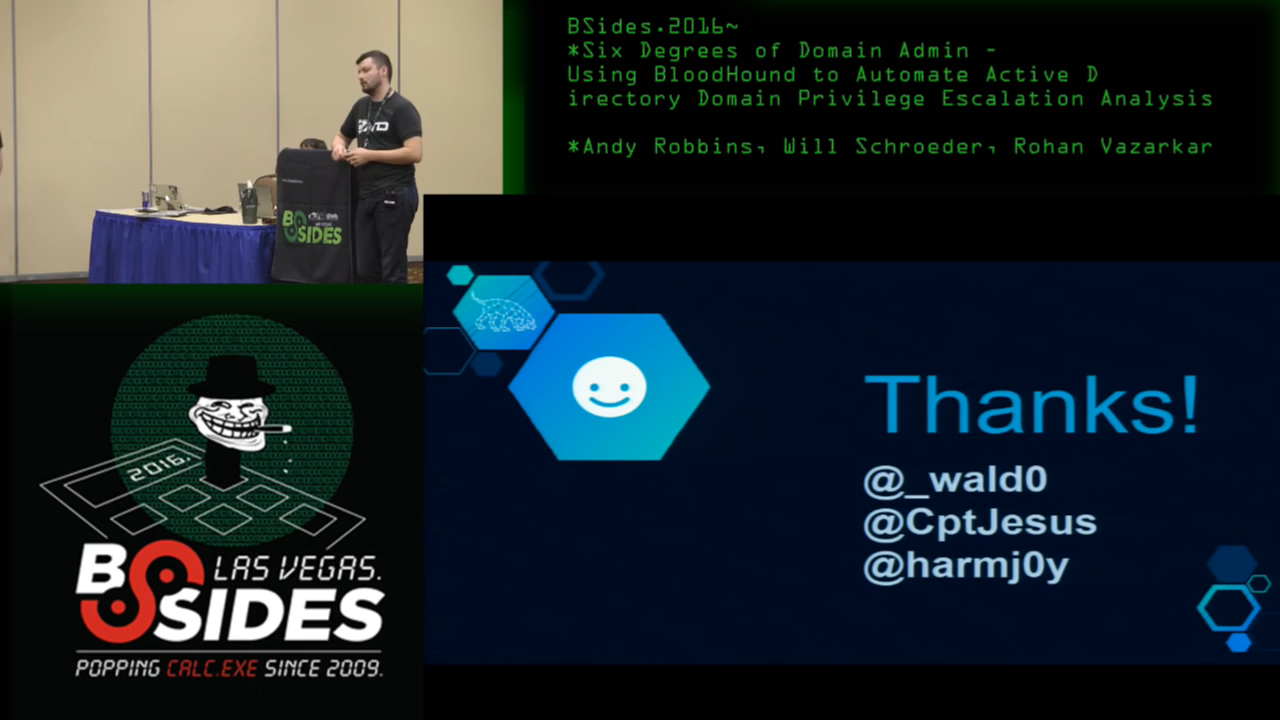 BSides.2016~
*Six Degrees of Domain Admin -
Using BloodHound to Automate Active D
irectory Domain Privilege Escalation Analysis
*Andy Robbins, Will Schroeder, Rohan Vazarkar
BSIDES
Thanks!
@_wald0
@CptJesus
@harmj0y
2016.
BSIDES
LAS VEGAS.
POPPING CALC.EXE SINCE 2009.